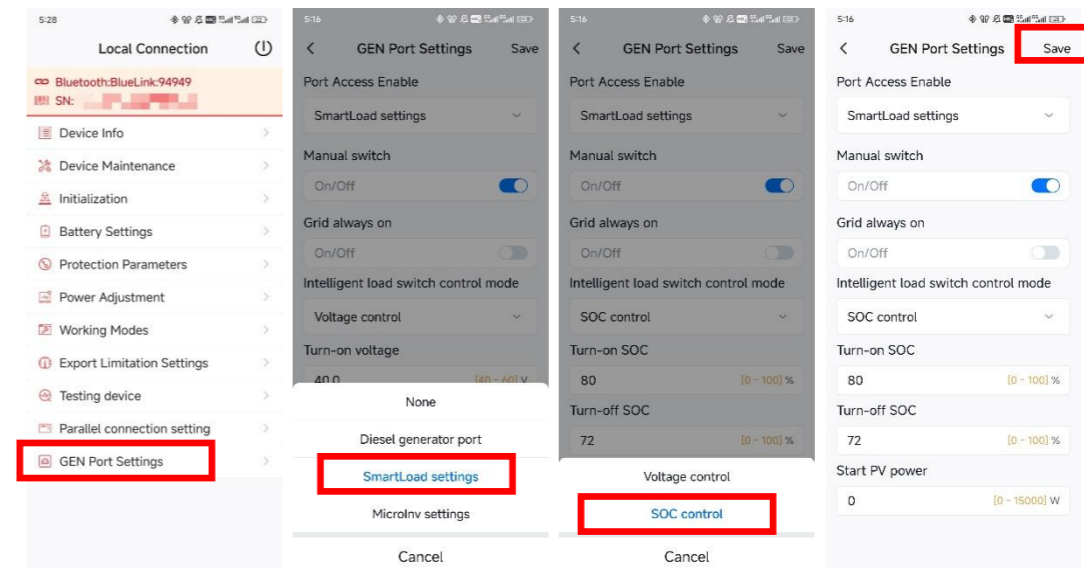 5:28
Local Connection
Bluetooth:BlueLink:94949
SN:
Device Info
Device Maintenance
Initialization
Battery Settings
Protection Parameters
Power Adjustment
Working Modes
Export Limitation Settings
Testing device
Parallel connection setting
GEN Port Settings
5:16
GEN Port Settings Save
Port Access Enable
SmartLoad settings
Manual switch
On/Off
Grid always on
On/Off
Intelligent load switch control mode
Voltage control
Turn-on voltage
40.0 [40 - 60] V
None
Diesel generator port
SmartLoad settings
MicroInv settings
Cancel
5:16
GEN Port Settings Save
Port Access Enable
SmartLoad settings
Manual switch
On/Off
Grid always on
On/Off
Intelligent load switch control mode
SOC control
Turn-on SOC
80 [0 - 100] %
Turn-off SOC
72 [0 - 100] %
Voltage control
SOC control
Cancel
5:16
GEN Port Settings Save
Port Access Enable
SmartLoad settings
Manual switch
On/Off
Grid always on
On/Off
Intelligent load switch control mode
SOC control
Turn-on SOC
80 [0 - 100] %
Turn-off SOC
72 [0 - 100] %
Start PV power
0 [0 - 15000] W